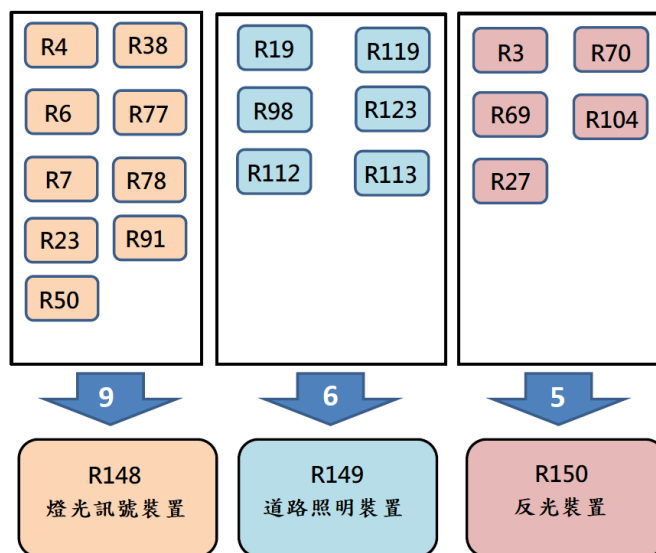 R4 R38
R6 R77
R7 R78
R23 R91
R50
R19 R119
R98 R123
R112 R113
R3 R70
R69 R104
R27
9
6
5
R148
燈光訊號裝置
R149
道路照明裝置
R150
反光裝置